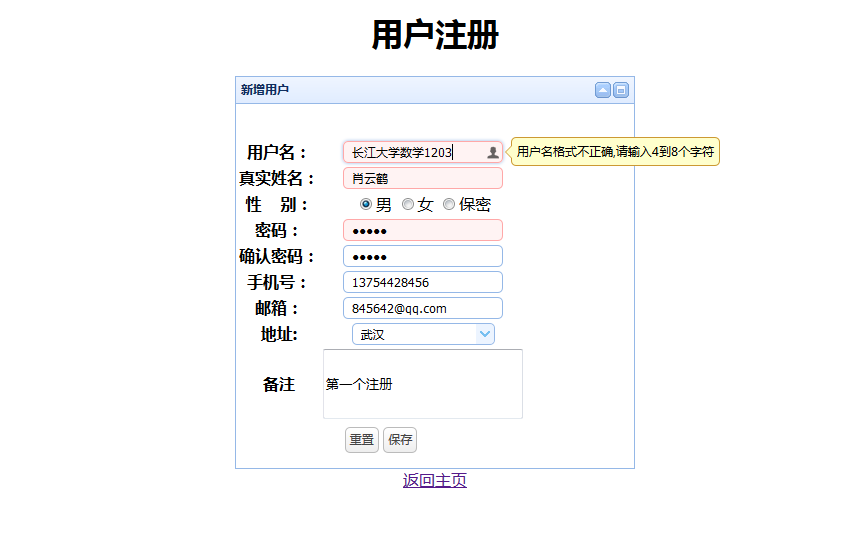 用户注册
新增用户
用户名： 长江大学数学1203 用户名格式不正确,请输入4到8个字符
真实姓名： 肖云鹤
性 别： 男 女 保密
密码： •••••
确认密码： •••••
手机号： 13754428456
邮箱： 845642@qq.com
地址: 武汉
备注 第一个注册
重置 保存
返回主页